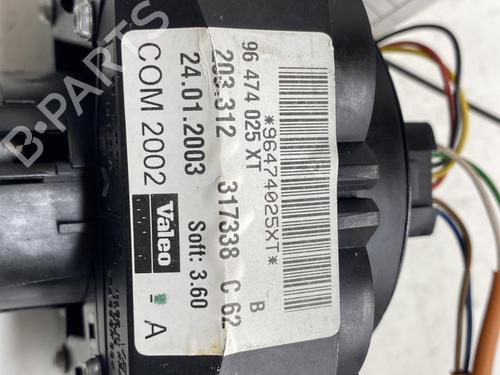 96 474 025 XT
*96474025XT*
203.312 317338 C 62 B
24.01.2003 Soft: 3.60
COM 2002 Valeo - A
B-PARTS